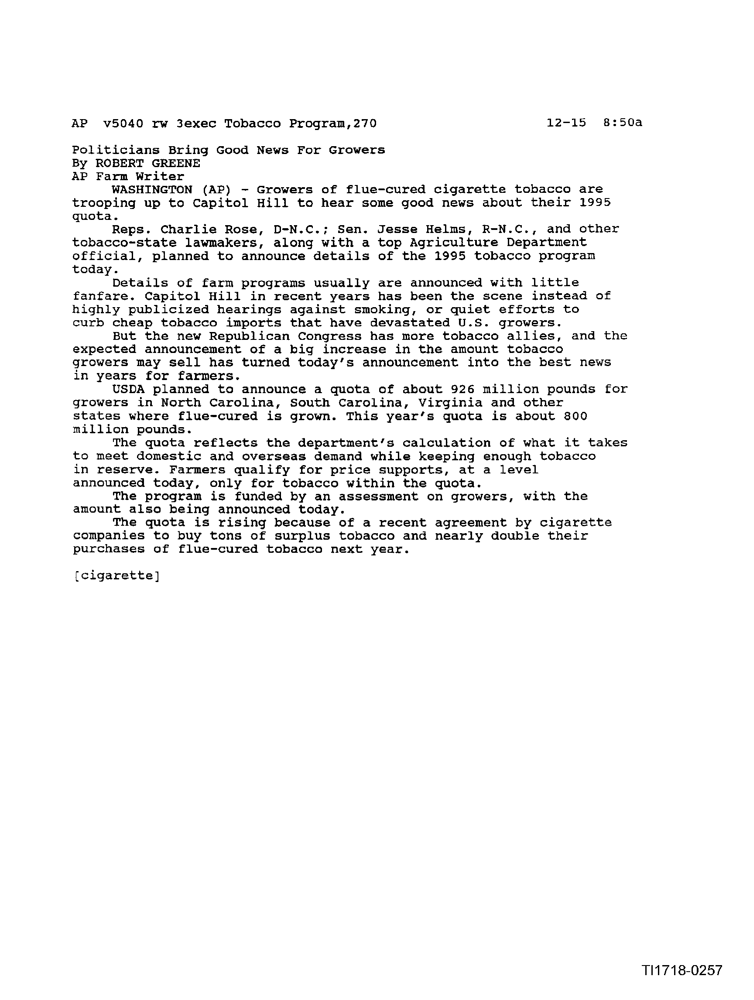 AP  v5040 rw 3exec Tobacco Program,270                    12-15  8:50a
Politicians Bring Good News For Growers
By ROBERT GREENE
AP Farm Writer
WASHINGTON (AP) - Growers of flue-cured cigarette tobacco are
trooping up to Capitol Hill to hear some good news about their 1995
quota.
Reps. Charlie Rose, D-N.C.; Sen. Jesse Helms, R-N.C., and other
tobacco-state lawmakers, along with a top Agriculture Department
official, planned to announce details of the 1995 tobacco program
today.
Details of farm programs usually are announced with little
fanfare. Capitol Hill in recent years has been the scene instead of
highly publicized hearings against smoking, or quiet efforts to
curb cheap tobacco imports that have devastated U.S. growers.
But the new Republican Congress has more tobacco allies, and the
expected announcement of a big increase in the amount tobacco
growers may sell has turned today's announcement into the best news
in years for farmers.
USDA planned to announce a quota of about 926 million pounds for
growers in North Carolina, South Carolina, Virginia and other
states where flue-cured is grown. This year's quota is about 800
million pounds.
The quota reflects the department's calculation of what it takes
to meet domestic and overseas demand while keeping enough tobacco
in reserve. Farmers qualify for price supports, at a level
announced today, only for tobacco within the quota.
The program is funded by an assessment on growers, with the
amount also being announced today.
The quota is rising because of a recent agreement by cigarette
companies to buy tons of surplus tobacco and nearly double their
purchases of flue-cured tobacco next year.
[cigarette]
TI1718-0257